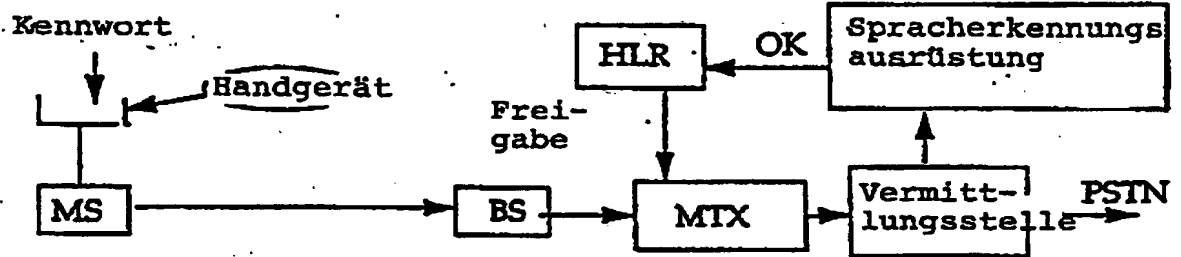 Kennwort
Handgerät
MS
BS
HLR
OK
Spracherkennungs
ausrüstung
Frei-
gabe
MTX
Vermitt-
lungsstelle
PSTN